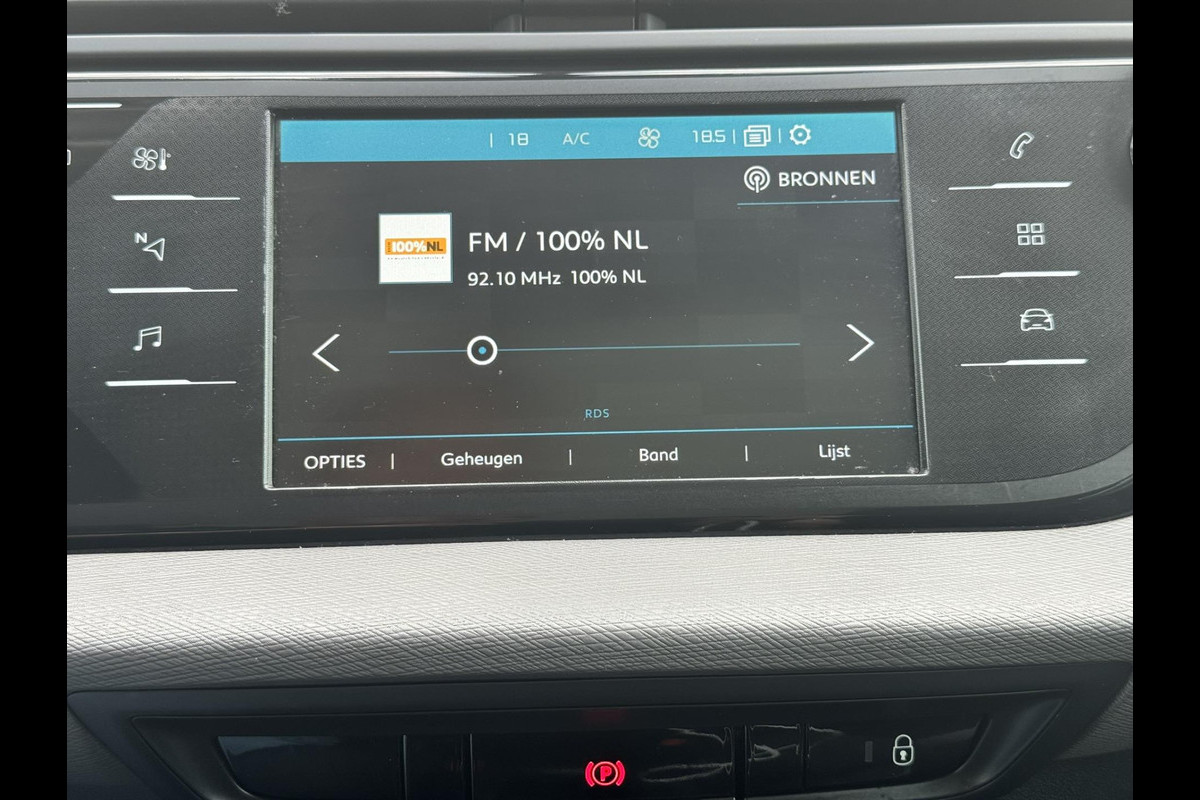 18 A/C 18.5
BRONNEN
N
100%NL
FM / 100% NL
92.10 MHz 100% NL
RDS
OPTIES Geheugen Band Lijst
P